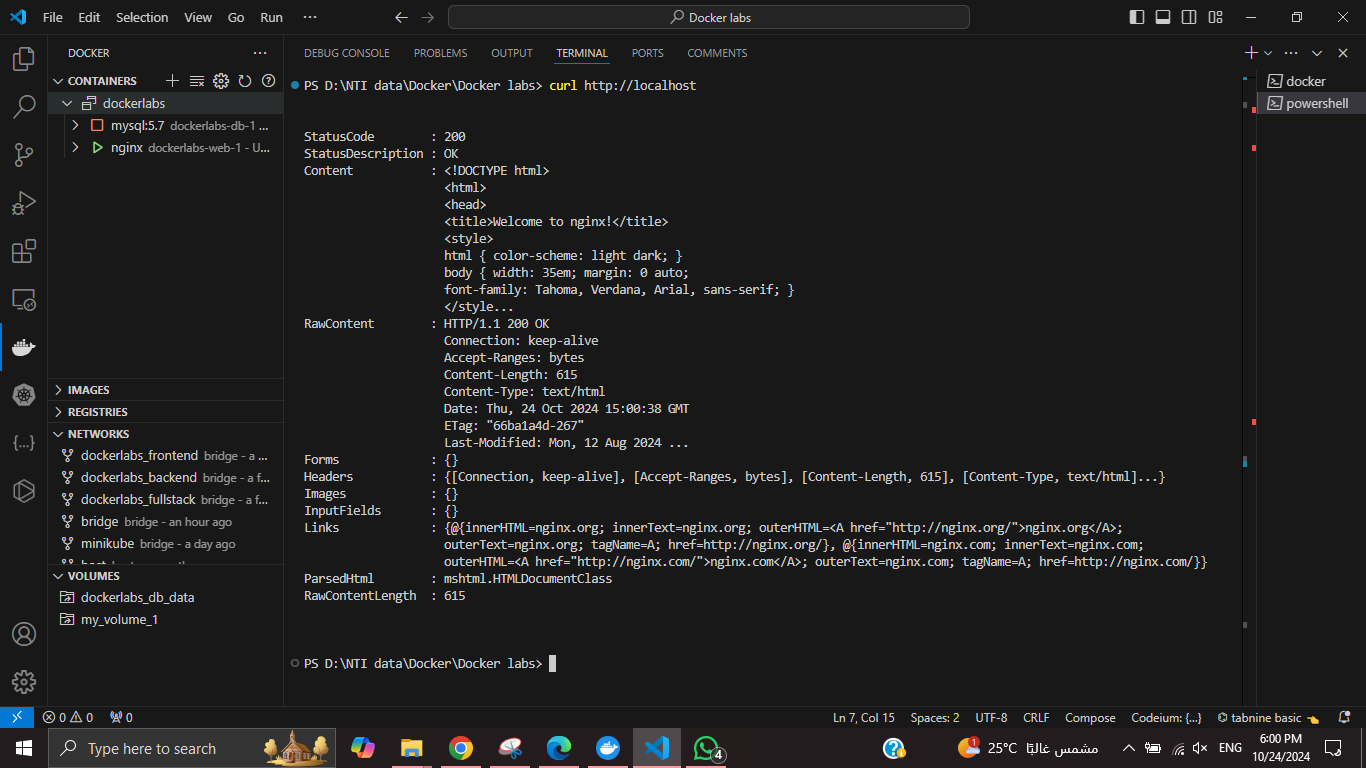 File Edit Selection View Go Run ···
Docker labs
DOCKER ···
CONTAINERS
dockerlabs
mysql:5.7 dockerlabs-db-1 ...
nginx dockerlabs-web-1 - U...
IMAGES
REGISTRIES
NETWORKS
dockerlabs_frontend bridge - a ...
dockerlabs_backend bridge - a f...
dockerlabs_fullstack bridge - a f...
bridge bridge - an hour ago
minikube bridge - a day ago
VOLUMES
dockerlabs_db_data
my_volume_1
DEBUG CONSOLE PROBLEMS OUTPUT TERMINAL PORTS COMMENTS
PS D:\NTI data\Docker\Docker labs> curl http://localhost
StatusCode : 200
StatusDescription : OK
Content : <!DOCTYPE html>
<html>
<head>
<title>Welcome to nginx!</title>
<style>
html { color-scheme: light dark; }
body { width: 35em; margin: 0 auto;
font-family: Tahoma, Verdana, Arial, sans-serif; }
</style...
RawContent : HTTP/1.1 200 OK
Connection: keep-alive
Accept-Ranges: bytes
Content-Length: 615
Content-Type: text/html
Date: Thu, 24 Oct 2024 15:00:38 GMT
ETag: "66ba1a4d-267"
Last-Modified: Mon, 12 Aug 2024 ...
Forms : {}
Headers : {[Connection, keep-alive], [Accept-Ranges, bytes], [Content-Length, 615], [Content-Type, text/html]...}
Images : {}
InputFields : {}
Links : {@{innerHTML=nginx.org; innerText=nginx.org; outerHTML=<A href="http://nginx.org/">nginx.org</A>;
outerText=nginx.org; tagName=A; href=http://nginx.org/}, @{innerHTML=nginx.com; innerText=nginx.com;
outerHTML=<A href="http://nginx.com/">nginx.com</A>; outerText=nginx.com; tagName=A; href=http://nginx.com/}}
ParsedHtml : mshtml.HTMLDocumentClass
RawContentLength : 615
PS D:\NTI data\Docker\Docker labs>
docker
powershell
0 0 0
Ln 7, Col 15 Spaces: 2 UTF-8 CRLF Compose Codeium: {...} tabnine basic
Type here to search
4
1
25°C مشمس غالبًا
ENG
6:00 PM
10/24/2024